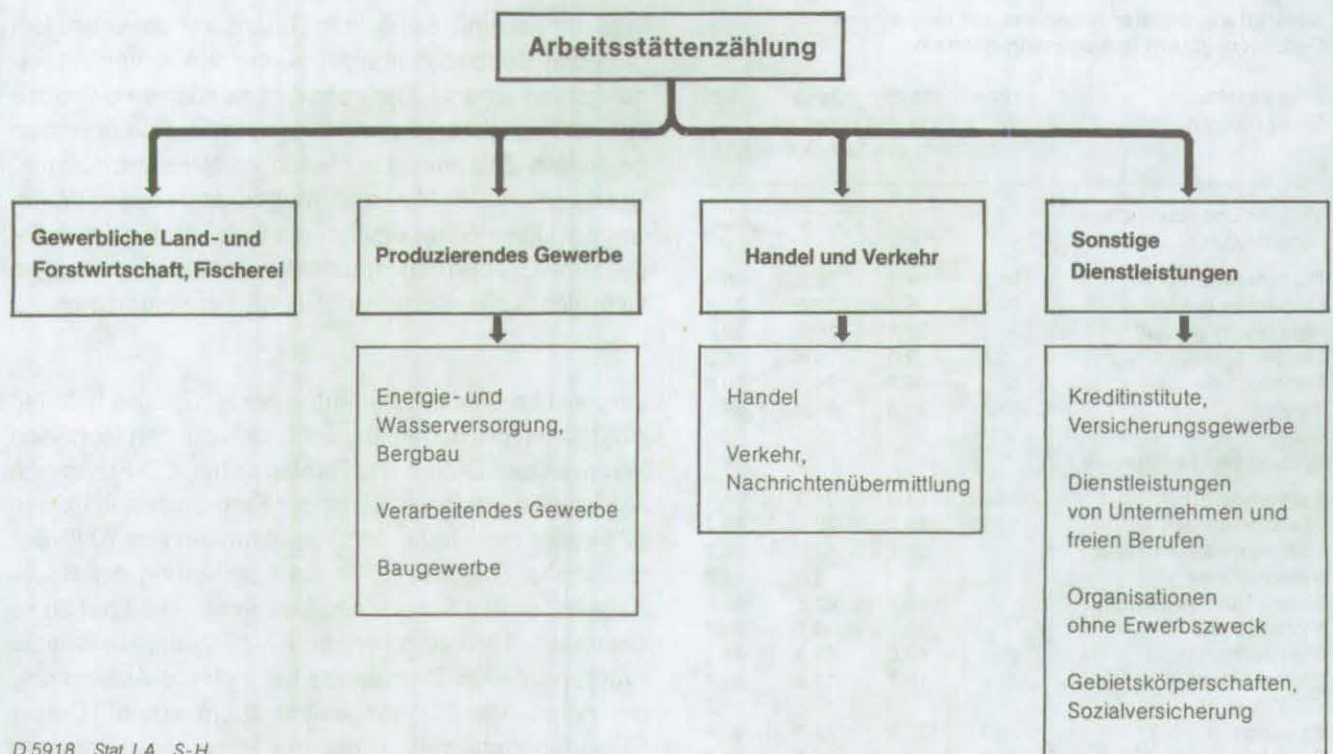 Arbeitsstättenzählung
Gewerbliche Land- und
Forstwirtschaft, Fischerei
Produzierendes Gewerbe
Handel und Verkehr
Sonstige
Dienstleistungen
Energie- und
Wasserversorgung,
Bergbau
Verarbeitendes Gewerbe
Baugewerbe
Handel
Verkehr,
Nachrichtenübermittlung
Kreditinstitute,
Versicherungsgewerbe
Dienstleistungen
von Unternehmen und
freien Berufen
Organisationen
ohne Erwerbszweck
Gebietskörperschaften,
Sozialversicherung
D 5918 Stat. LA S-H